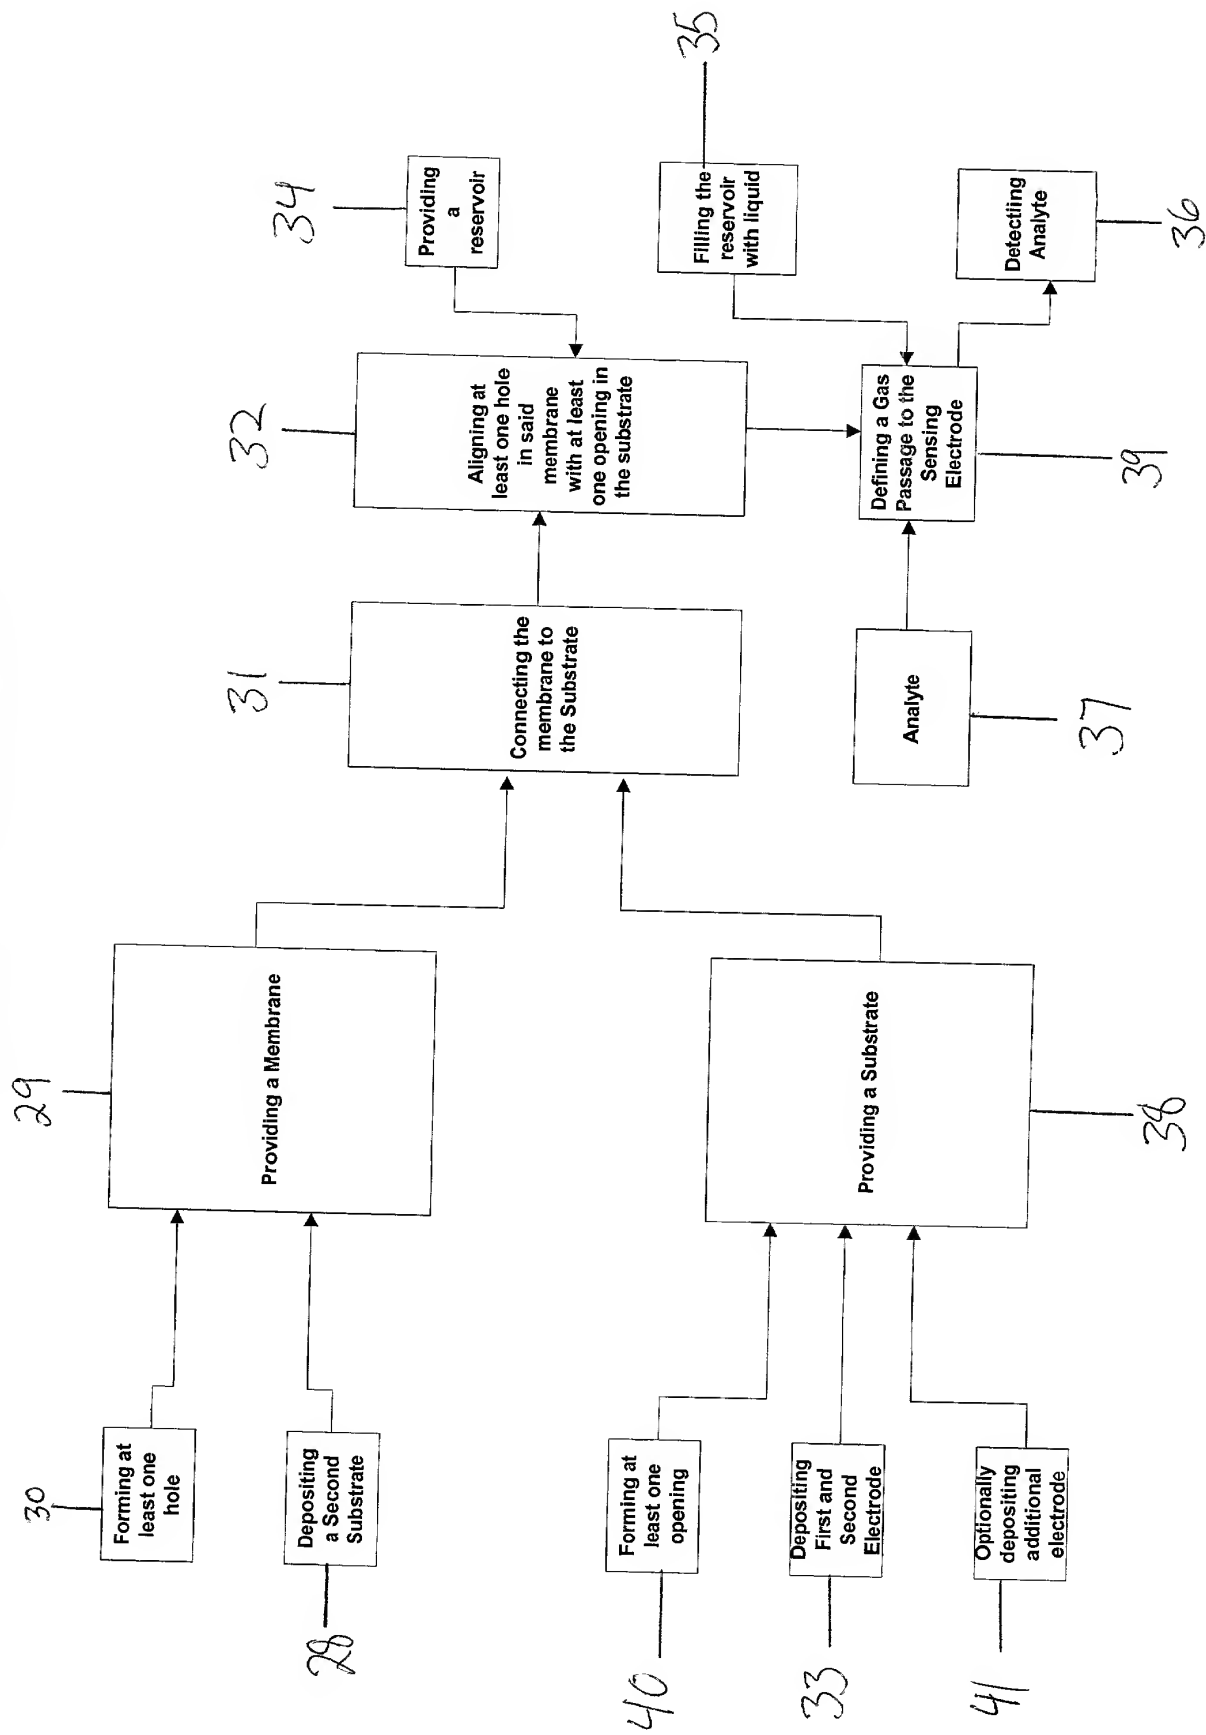 30
Forming at
least one
hole
28
Depositing
a Second
Substrate
29
Providing a Membrane
40
Forming at
least one
opening
33
Depositing
First and
Second
Electrode
41
Optionally
depositing
additional
electrode
38
Providing a Substrate
31
Connecting the
membrane to
the Substrate
32
Aligning at
least one hole
in said
membrane
with at least
one opening in
the substrate
34
Providing
a
reservoir
35
Filling the
reservoir
with liquid
37
Analyte
39
Defining a Gas
Passage to the
Sensing
Electrode
36
Detectiing
Analyte